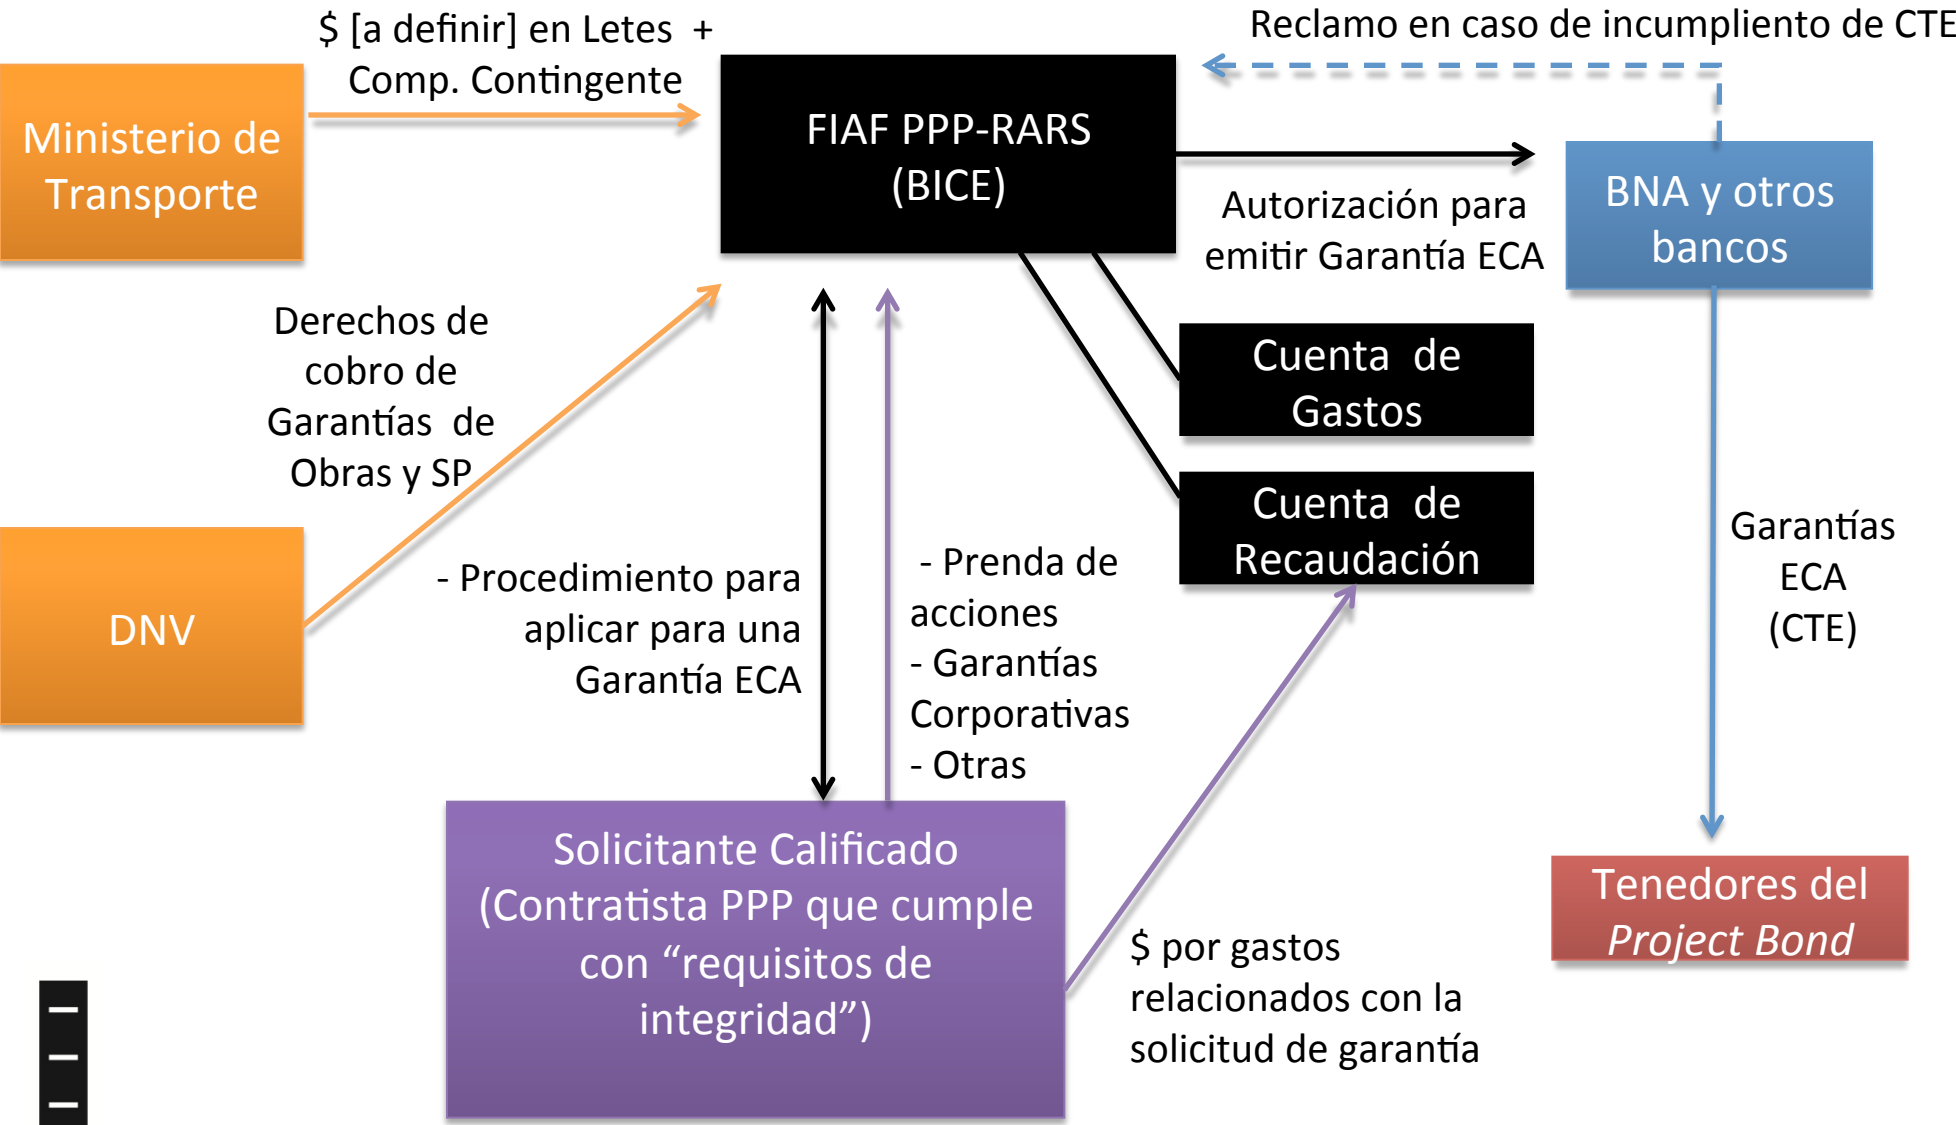 $ [a definir] en Letes +
Comp. Contingente
Reclamo en caso de incumpliento de CTE
Ministerio de
Transporte
FIAF PPP-RARS
(BICE)
Autorización para
emitir Garantía ECA
BNA y otros
bancos
Derechos de
cobro de
Garantías de
Obras y SP
Cuenta de
Gastos
Cuenta de
Recaudación
DNV
- Procedimiento para
aplicar para una
Garantía ECA
- Prenda de
acciones
- Garantías
Corporativas
- Otras
Garantías
ECA
(CTE)
Solicitante Calificado
(Contratista PPP que cumple
con “requisitos de
integridad”)
$ por gastos
relacionados con la
solicitud de garantía
Tenedores del
Project Bond